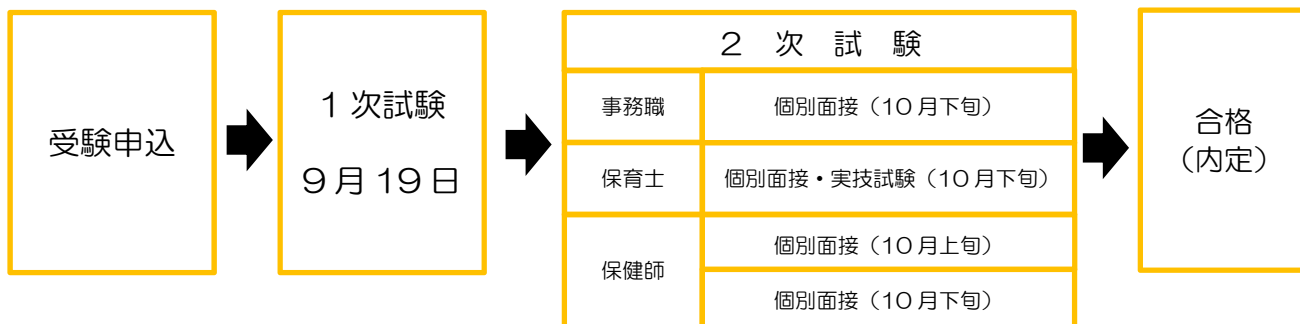 受験申込
１次試験
９月19日
２次試験
事務職
個別面接（10月下旬）
保育士
個別面接・実技試験（10月下旬）
保健師
個別面接（10月上旬）
個別面接（10月下旬）
合格
（内定）